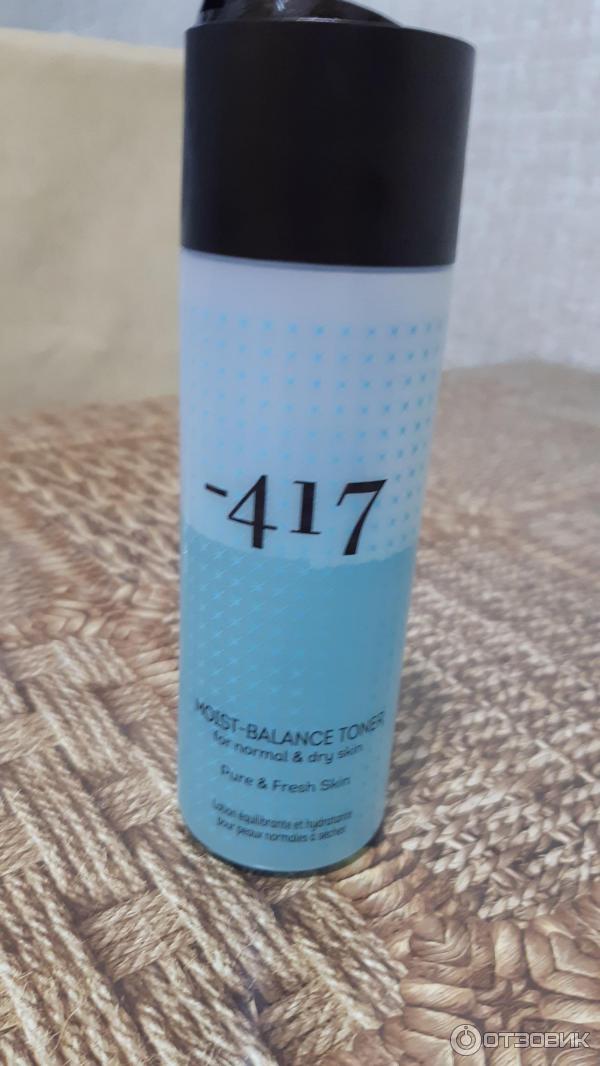 -417
MOIST-BALANCE TONER
for normal & dry skin
Pure & Fresh Skin
Lotion équilibrante et hydratante
pour peaux normales à sèches
ОТЗОВИК